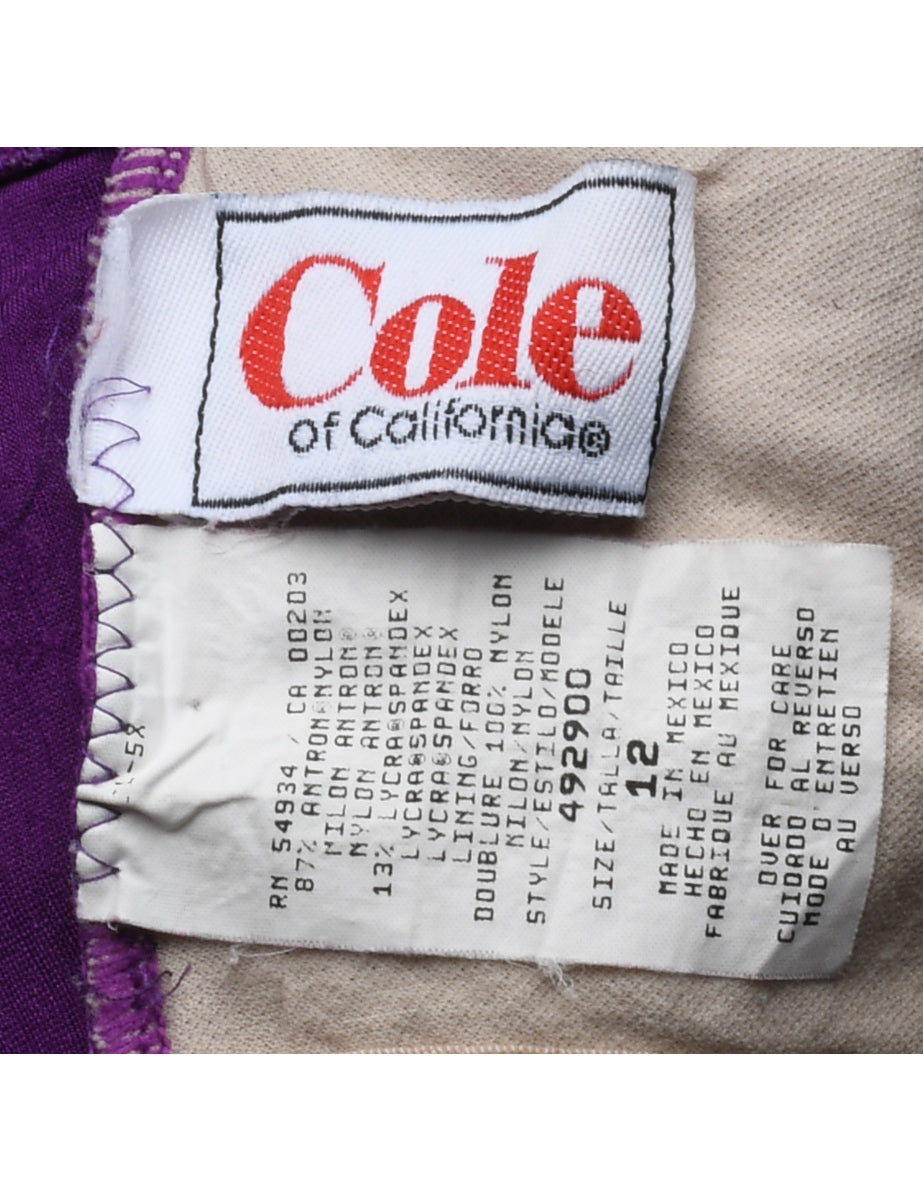 Cole
of California®
RN 54934 / CA 00203
87% ANTRON®NYLON
NILON ANTRON®
NYLON ANTRON®
13% LYCRA®SPANDEX
LYCRA®SPANDEX
LYCRA®SPANDEX
LINING/FORRO
DOUBLURE 100% NYLON
NILON/NYLON
STYLE/ESTILO/MODELE
492900
SIZE/TALLA/TAILLE
12
MADE IN MEXICO
HECHO EN MEXICO
FABRIQUE AU MEXIQUE
OVER FOR CARE
CUIDADO AL REVERSO
MODE D'ENTRETIEN
AU VERSO